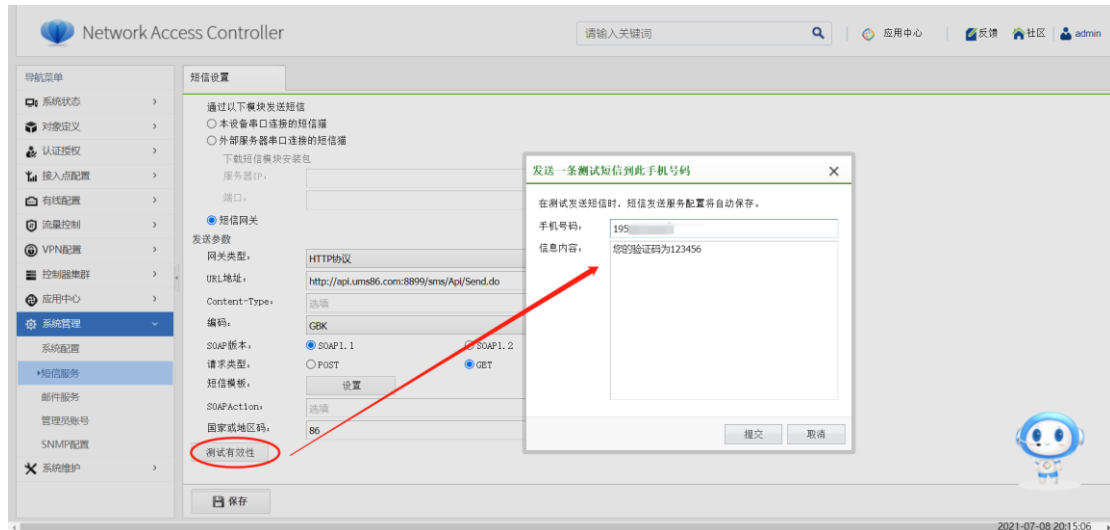 Network Access Controller
请输入关键词
应用中心
反馈
社区
admin
导航菜单
系统状态
对象定义
认证授权
接入点配置
有线配置
流量控制
VPN配置
控制器集群
应用中心
系统管理
系统配置
短信服务
邮件服务
管理员账号
SNMP配置
系统维护
短信设置
通过以下模块发送短信
本设备串口连接的短信猫
外部服务器串口连接的短信猫
下载短信模块安装包
服务器IP:
端口:
短信网关
发送参数
网关类型: HTTP协议
URL地址: http://api.ums86.com:8899/sms/Api/Send.do
Content-Type: 选填
编码: GBK
SOAP版本: SOAP1.1 SOAP1.2
请求类型: POST GET
短信模板: 设置
SOAPAction: 选填
国家或地区码: 86
测试有效性
保存
发送一条测试短信到此手机号码
在测试发送短信时，短信发送服务配置将自动保存。
手机号码: 195
信息内容: 您的验证码为123456
提交 取消
2021-07-08 20:15:06